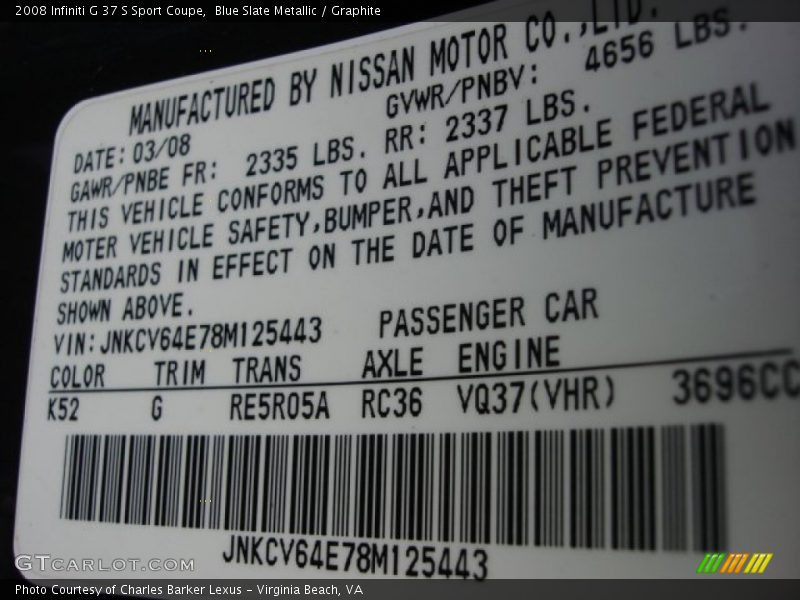 2008 Infiniti G 37 S Sport Coupe,  Blue Slate Metallic / Graphite
MANUFACTURED BY NISSAN MOTOR CO.,LTD.
DATE: 03/08 GVWR/PNBV: 4656 LBS.
GAWR/PNBE FR: 2335 LBS. RR: 2337 LBS.
THIS VEHICLE CONFORMS TO ALL APPLICABLE FEDERAL
MOTER VEHICLE SAFETY,BUMPER,AND THEFT PREVENTION
STANDARDS IN EFFECT ON THE DATE OF MANUFACTURE
SHOWN ABOVE.
VIN: JNKCV64E78M125443 PASSENGER CAR
COLOR TRIM TRANS AXLE ENGINE
K52 G RE5R05A RC36 VQ37(VHR) 3696CC
JNKCV64E78M125443
GTCARLOT.COM
Photo Courtesy of Charles Barker Lexus - Virginia Beach, VA